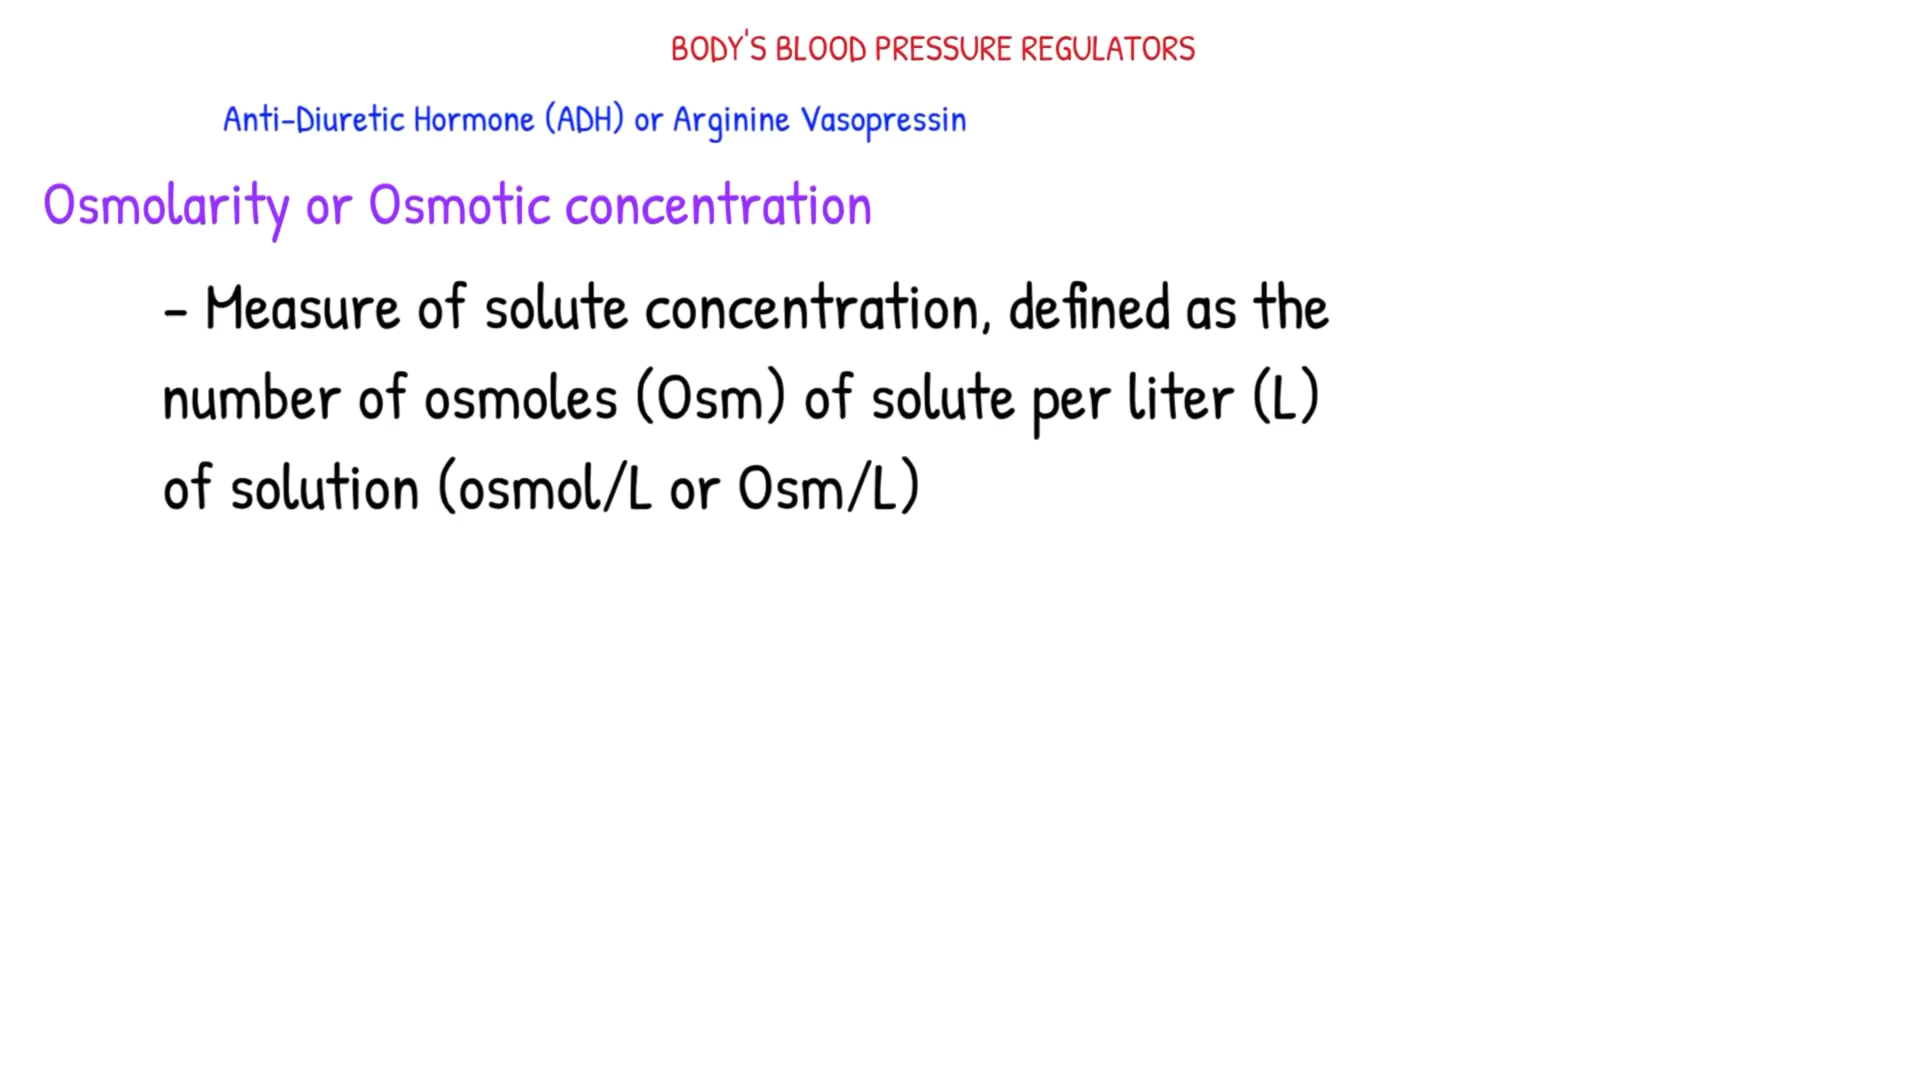 BODY'S BLOOD PRESSURE REGULATORS
Anti-Diuretic Hormone (ADH) or Arginine Vasopressin
Osmolarity or Osmotic concentration
- Measure of solute concentration, defined as the
number of osmoles (Osm) of solute per liter (L)
of solution (osmol/L or Osm/L)